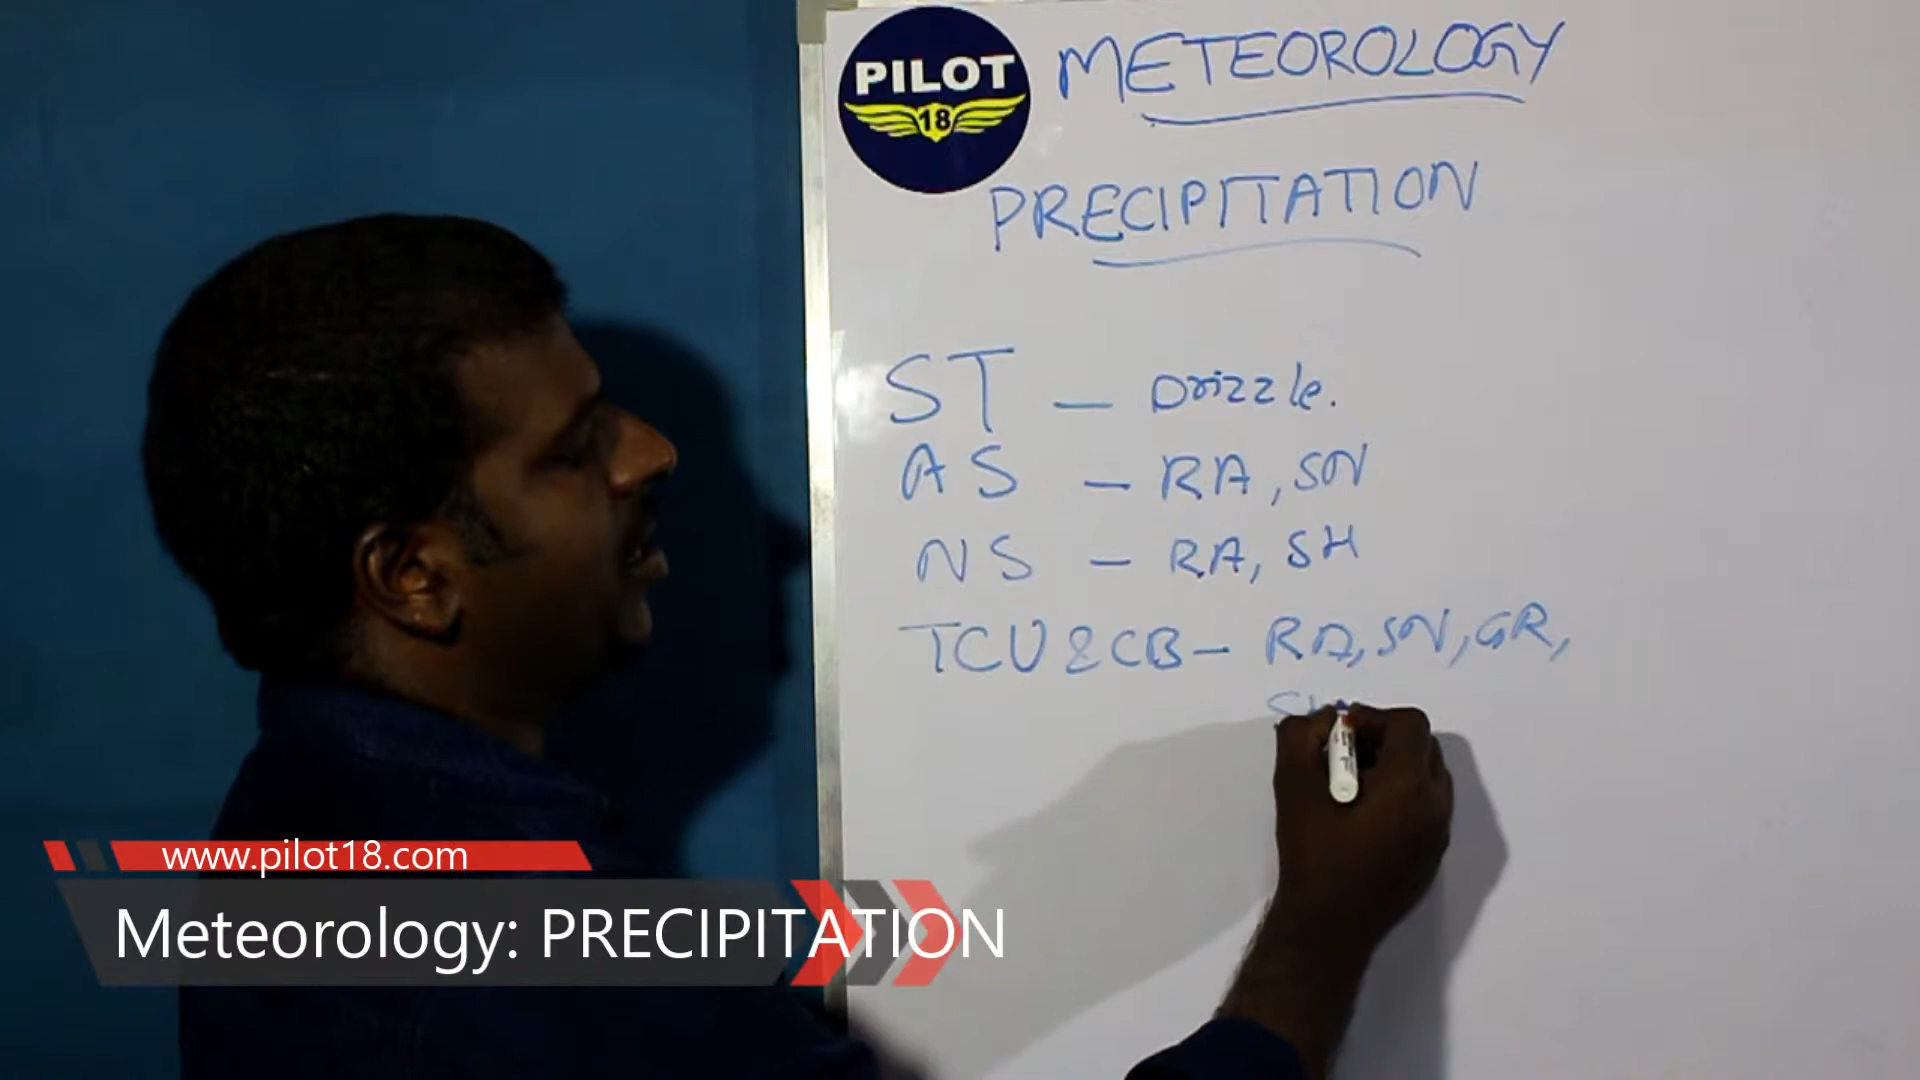 PILOT
18
METEOROLOGY
PRECIPITATION
ST - Drizzle.
AS - RA, SN
NS - RA, SH
TCU & CB - RA, SN, GR,
www.pilot18.com
Meteorology: PRECIPITATION